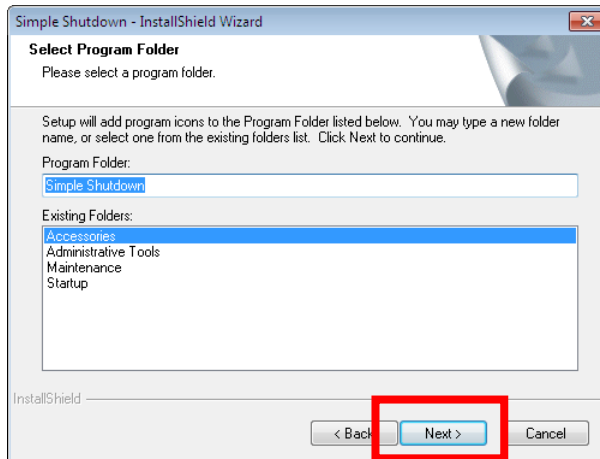 Simple Shutdown - InstallShield Wizard
Select Program Folder
Please select a program folder.
Setup will add program icons to the Program Folder listed below.  You may type a new folder
name, or select one from the existing folders list.  Click Next to continue.
Program Folder:
Simple Shutdown
Existing Folders:
Accessories
Administrative Tools
Maintenance
Startup
InstallShield
< Back
Next >
Cancel